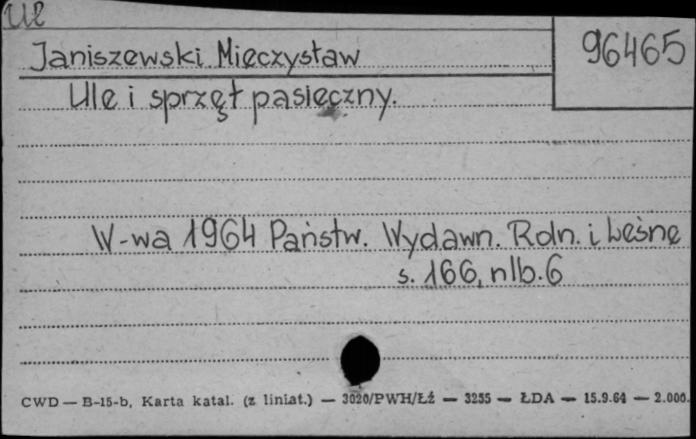 Ul
96465
Janiszewski Mieczysław
Ule i sprzęt pasieczny.
W-wa 1964 Państw. Wydawn. Roln. i Leśne
s. 166, nlb. 6
CWD — B-15-b, Karta katal. (z liniat.) — 3020/PWH/Łź — 3255 — ŁDA — 15.9.64 — 2.000.